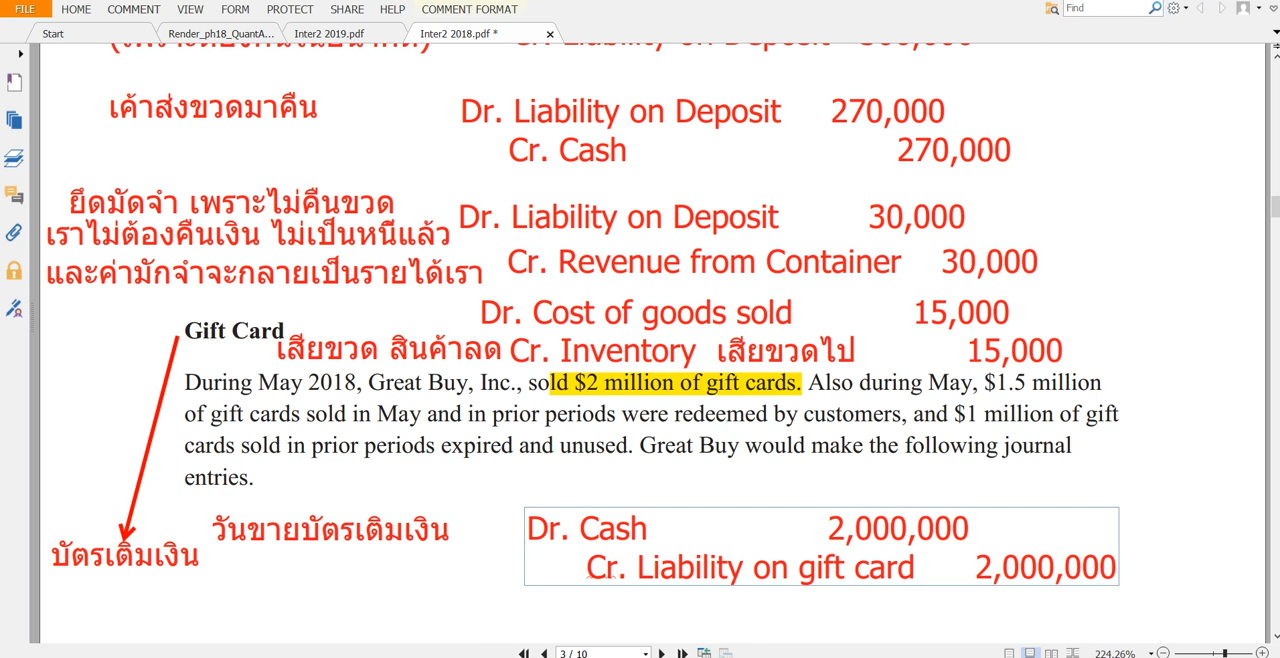 FILE HOME COMMENT VIEW FORM PROTECT SHARE HELP COMMENT FORMAT Find
Start Render_ph18_QuantA... Inter2 2019.pdf Inter2 2018.pdf *
เค้าส่งขวดมาคืน Dr. Liability on Deposit 270,000
Cr. Cash 270,000
ยึดมัดจำ เพราะไม่คืนขวด Dr. Liability on Deposit 30,000
เราไม่ต้องคืนเงิน ไม่เป็นหนี้แล้ว
และค่ามักจำจะกลายเป็นรายได้เรา Cr. Revenue from Container 30,000
Dr. Cost of goods sold 15,000
Gift Card
เสียขวด สินค้าลด Cr. Inventory เสียขวดไป 15,000
During May 2018, Great Buy, Inc., sold $2 million of gift cards. Also during May, $1.5 million
of gift cards sold in May and in prior periods were redeemed by customers, and $1 million of gift
cards sold in prior periods expired and unused. Great Buy would make the following journal
entries.
วันขายบัตรเติมเงิน Dr. Cash 2,000,000
บัตรเติมเงิน
Cr. Liability on gift card 2,000,000
3 / 10 224.26%